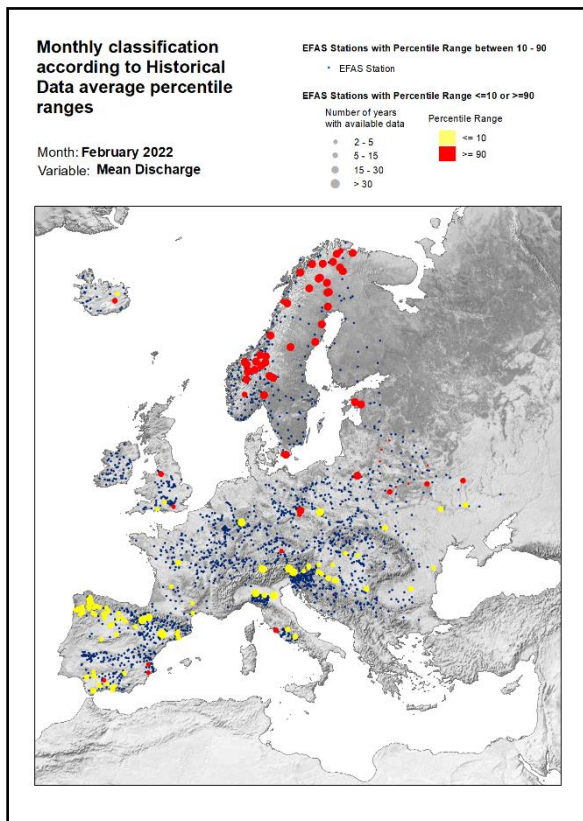 Monthly classification
according to Historical
Data average percentile
ranges
Month: February 2022
Variable: Mean Discharge
EFAS Stations with Percentile Range between 10 - 90
EFAS Station
EFAS Stations with Percentile Range <=10 or >=90
Number of years
with available data
2 - 5
5 - 15
15 - 30
> 30
Percentile Range
<= 10
>= 90